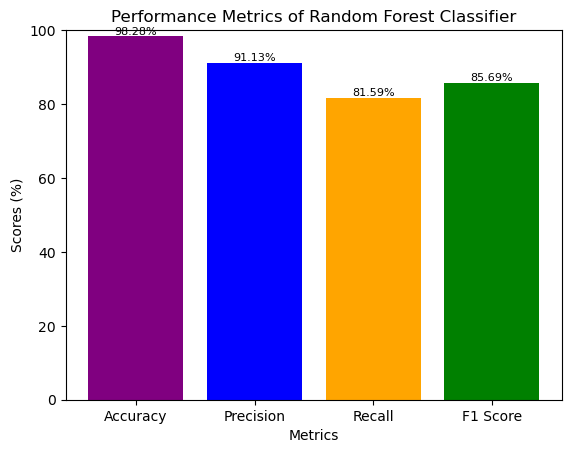 Performance Metrics of Random Forest Classifier
100
98.28%
91.13%
81.59%
85.69%
80
60
40
20
0
Scores (%)
Accuracy Precision Recall F1 Score
Metrics